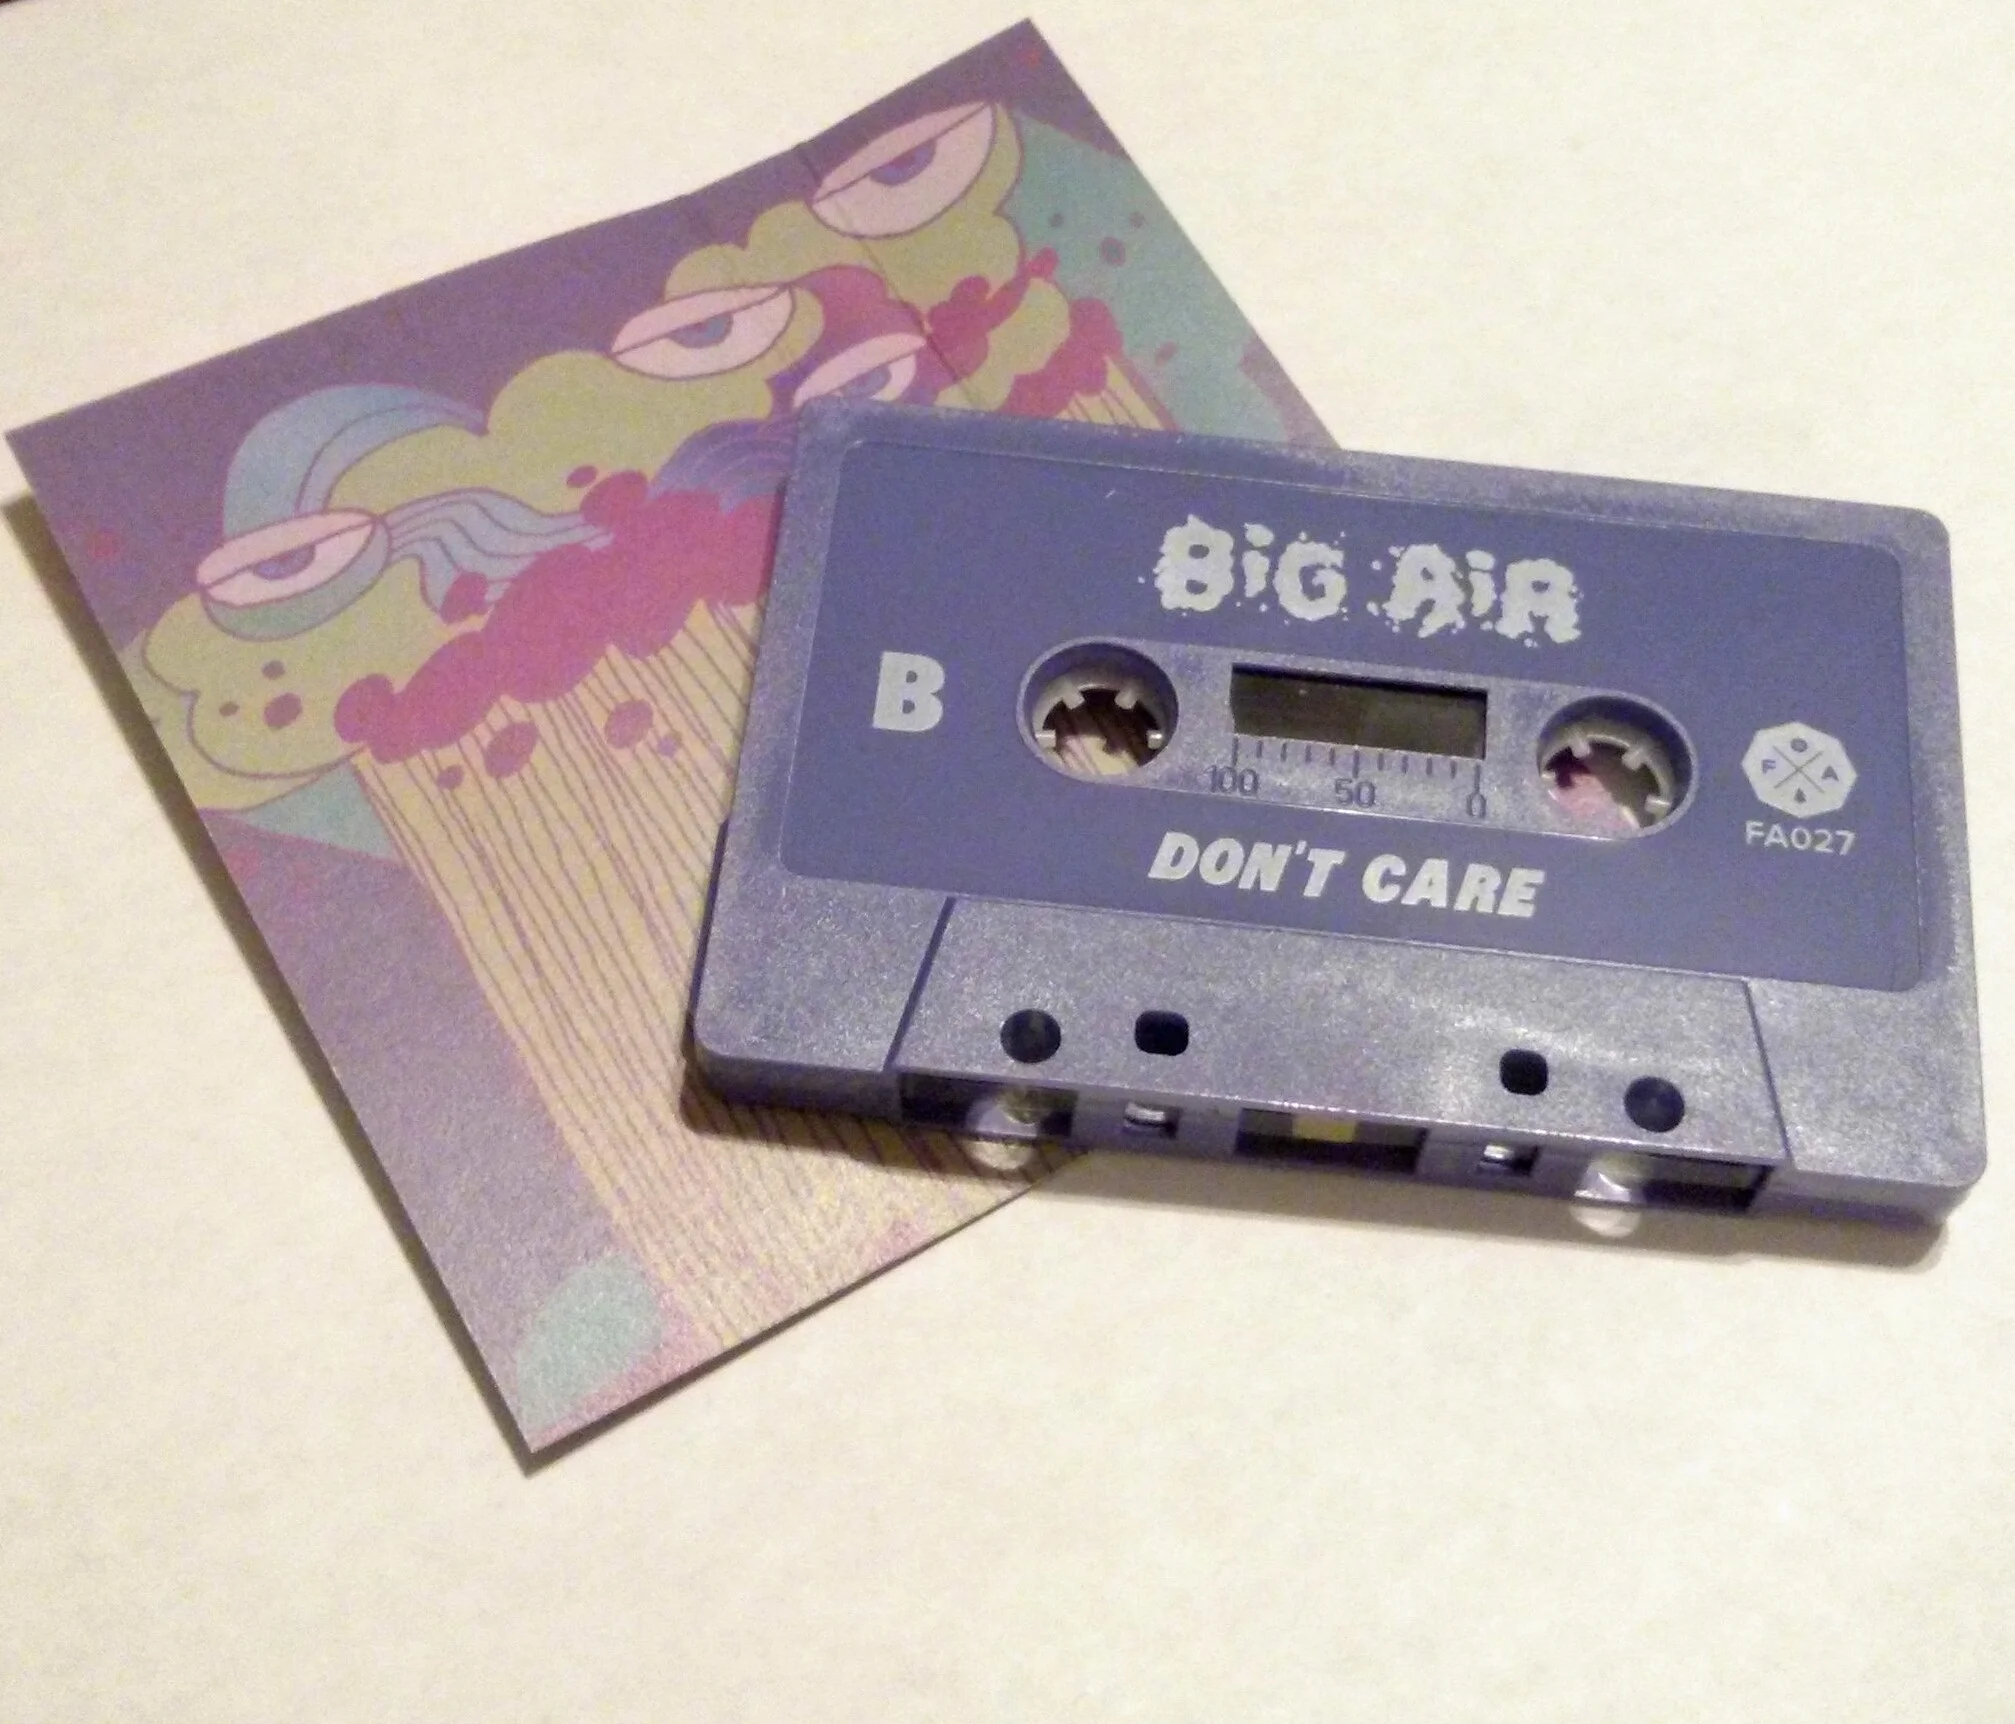 BiG AiR
B
100 50 0
O
F A
FA027
DON'T CARE